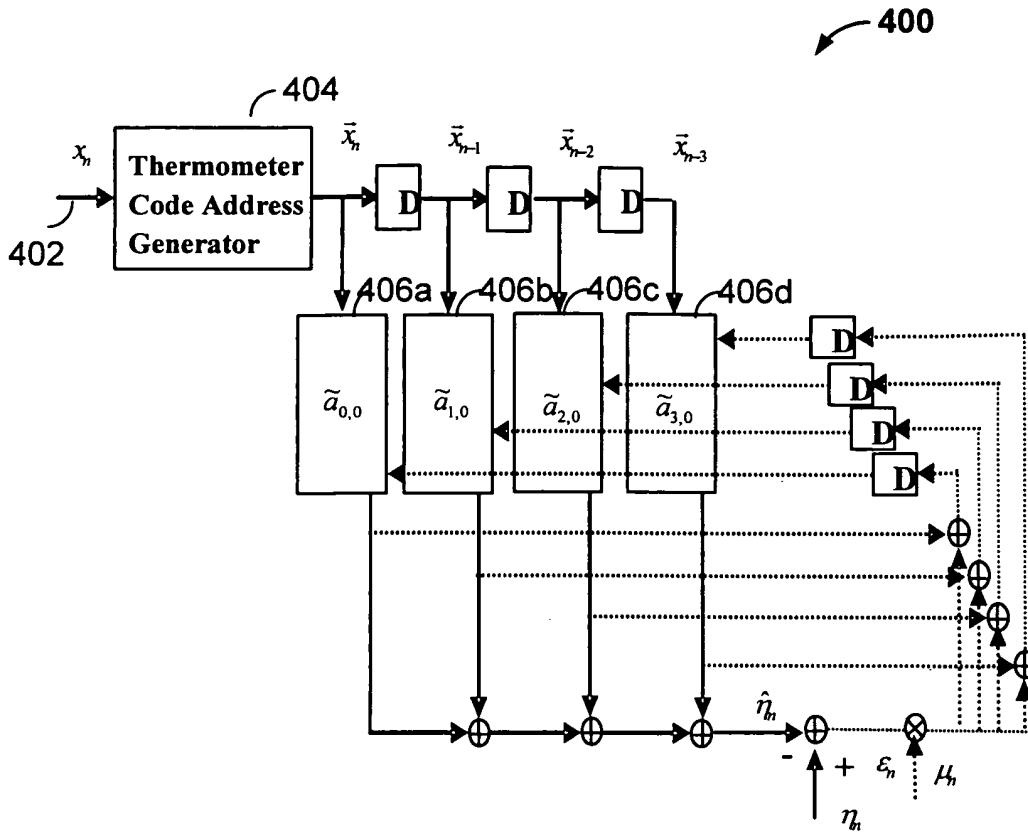 400
404
x_n
Thermometer
Code Address
Generator
402
x⃗_n
x⃗_{n-1}
x⃗_{n-2}
x⃗_{n-3}
D
D
D
406a
406b
406c
406d
ã_{0,0}
ã_{1,0}
ã_{2,0}
ã_{3,0}
D
D
D
D
η̂_n
-
+
ε_n
μ_n
η_n